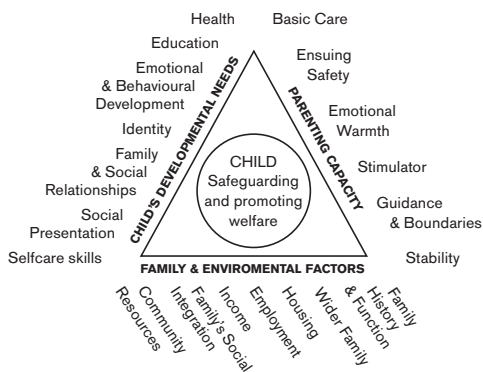 Health
Education
Emotional
& Behavioural
Development
Identity
Family
& Social
Relationships
Social
Presentation
Selfcare skills
CHILD'S DEVELOPMENTAL NEEDS
Basic Care
Ensuing
Safety
Emotional
Warmth
Stimulator
Guidance
& Boundaries
Stability
PARENTING CAPACITY
CHILD
Safeguarding
and promoting
welfare
FAMILY & ENVIROMENTAL FACTORS
Community
Resources
Family's Social
Integration
Income
Employment
Housing
Wider Family
Family
History
& Function